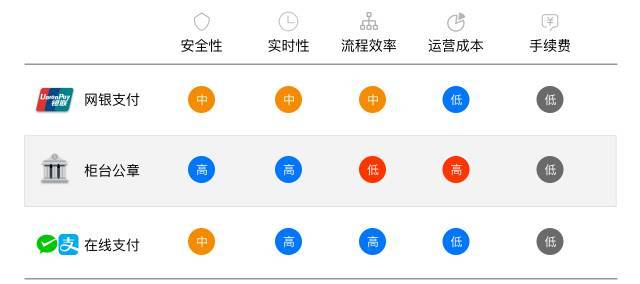 安全性 实时性 流程效率 运营成本 手续费
UnionPay 银联 网银支付 中 中 中 低 低
柜台公章 高 高 低 高 低
支 在线支付 中 高 高 低 低